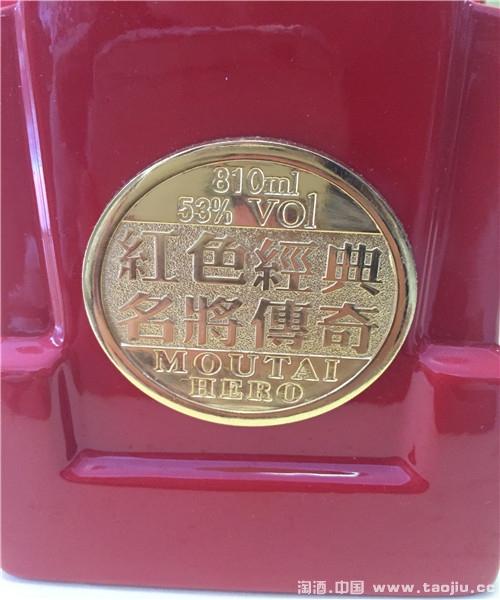 810ml
53% VOl
紅色經典
名將傳奇
MOUTAI
HERO
淘酒.中国 www.taojiu.cc